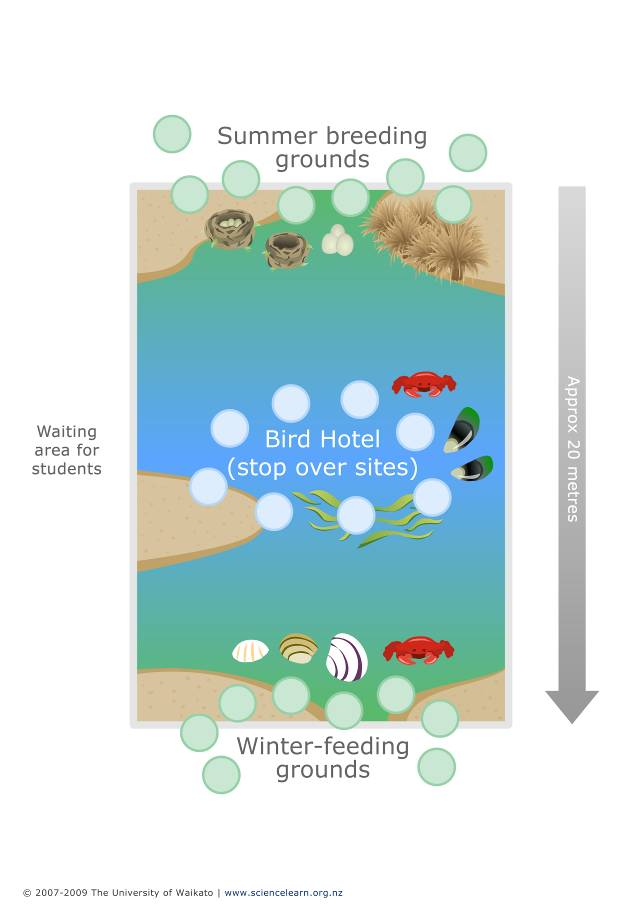 Summer breeding
grounds
Waiting
area for
students
Bird Hotel
(stop over sites)
Approx 20 metres
Winter-feeding
grounds
© 2007-2009 The University of Waikato | www.sciencelearn.org.nz